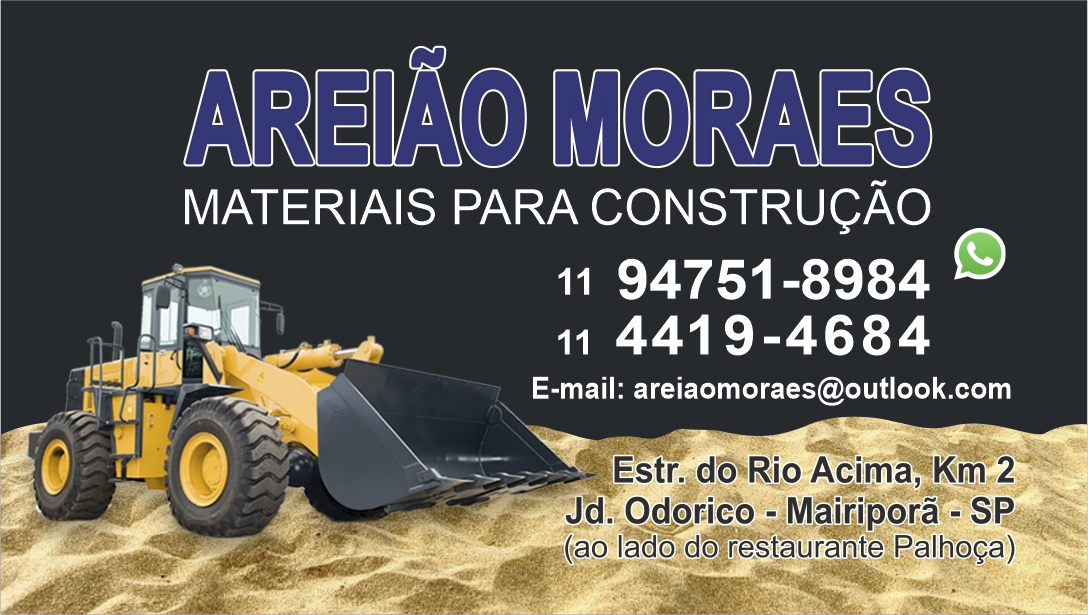 AREIÃO MORAES
MATERIAIS PARA CONSTRUÇÃO
11 94751-8984
11 4419-4684
E-mail: areiaomoraes@outlook.com
Estr. do Rio Acima, Km 2
Jd. Odorico - Mairiporã - SP
(ao lado do restaurante Palhoça)